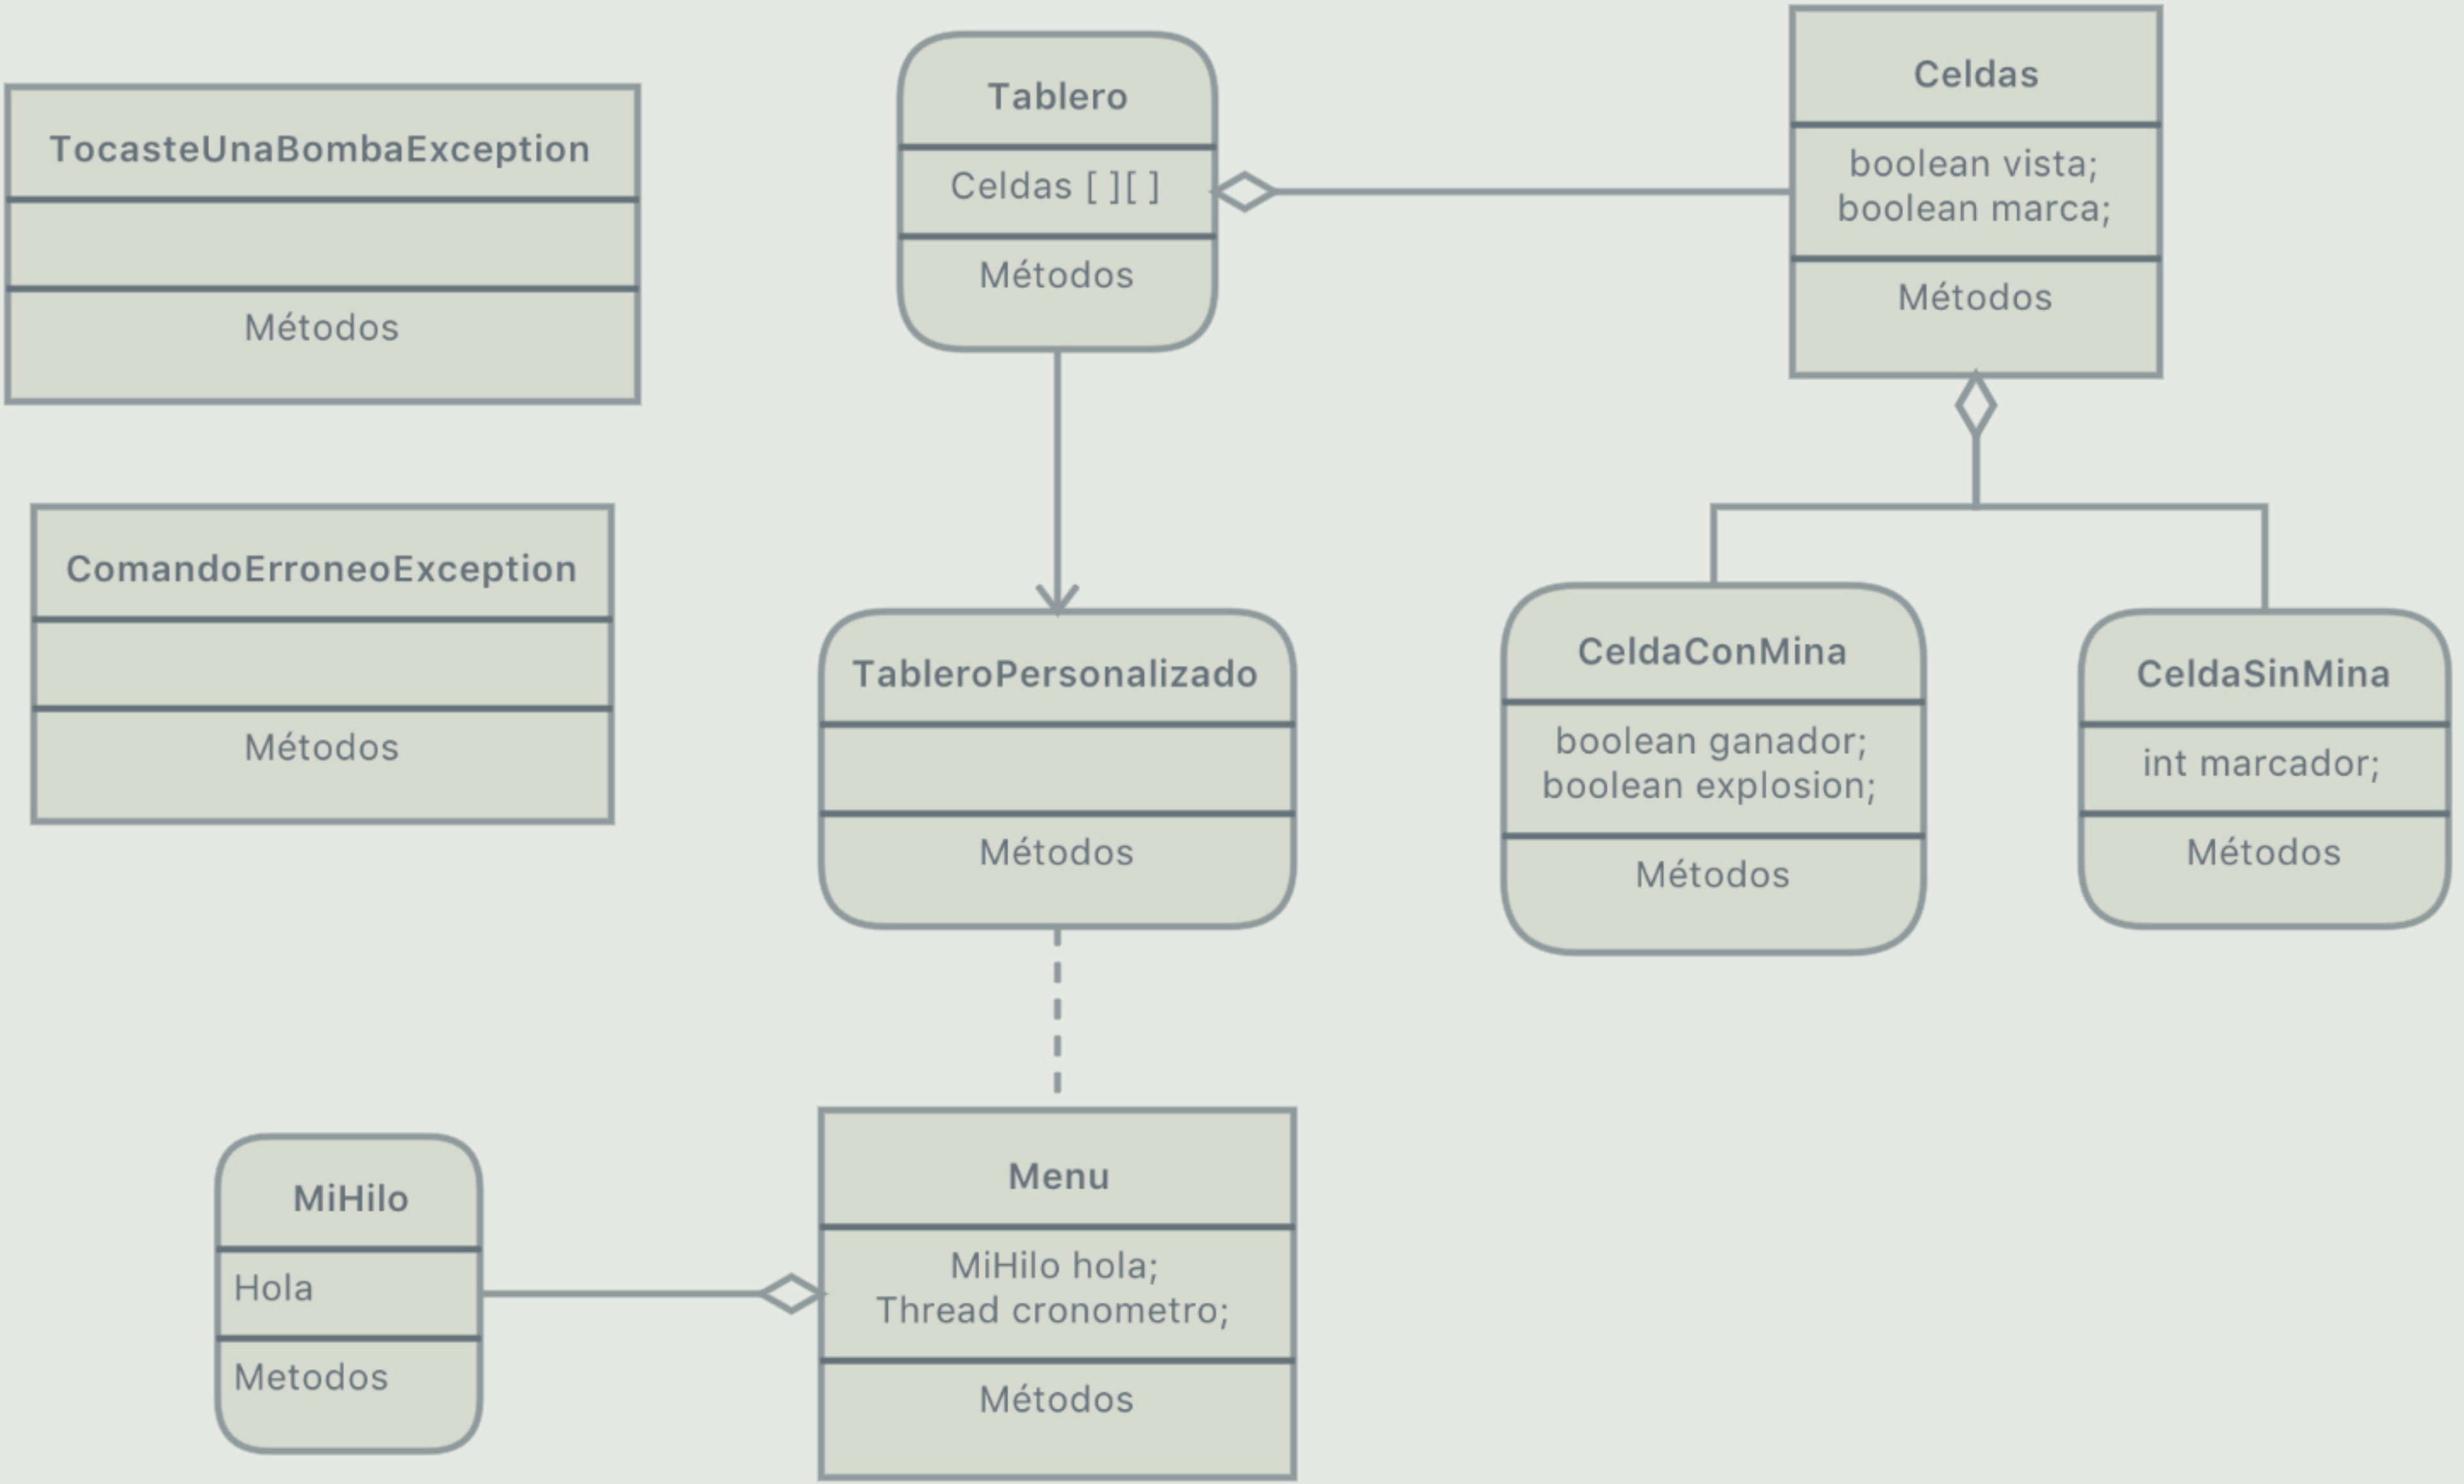 TocasteUnaBombaException
Métodos
ComandoErroneoException
Métodos
Tablero
Celdas [ ][ ]
Métodos
TableroPersonalizado
Métodos
Celdas
boolean vista;
boolean marca;
Métodos
CeldaConMina
boolean ganador;
boolean explosion;
Métodos
CeldaSinMina
int marcador;
Métodos
MiHilo
Hola
Metodos
Menu
MiHilo hola;
Thread cronometro;
Métodos